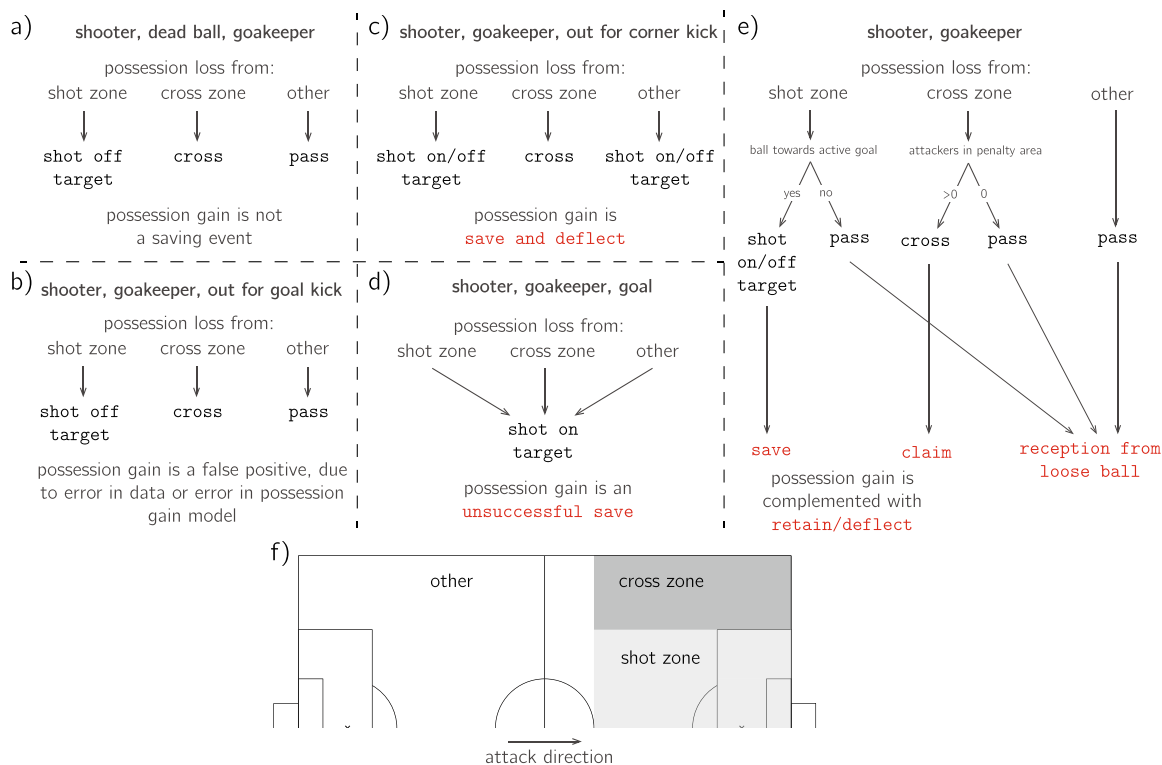 a)
shooter, dead ball, goakeeper
possession loss from:
shot zone cross zone other
shot off cross pass
target
possession gain is not
a saving event
b)
shooter, goakeeper, out for goal kick
possession loss from:
shot zone cross zone other
shot off cross pass
target
possession gain is a false positive, due
to error in data or error in possession
gain model
c)
shooter, goakeeper, out for corner kick
possession loss from:
shot zone cross zone other
shot on/off cross shot on/off
target target
possession gain is
save and deflect
d)
shooter, goakeeper, goal
possession loss from:
shot zone cross zone other
shot on
target
possession gain is an
unsuccessful save
e)
shooter, goakeeper
possession loss from:
shot zone cross zone other
ball towards active goal attackers in penalty area
yes no >0 0
shot pass cross pass pass
on/off
target
save claim reception from
loose ball
possession gain is
complemented with
retain/deflect
f)
other cross zone
shot zone
attack direction